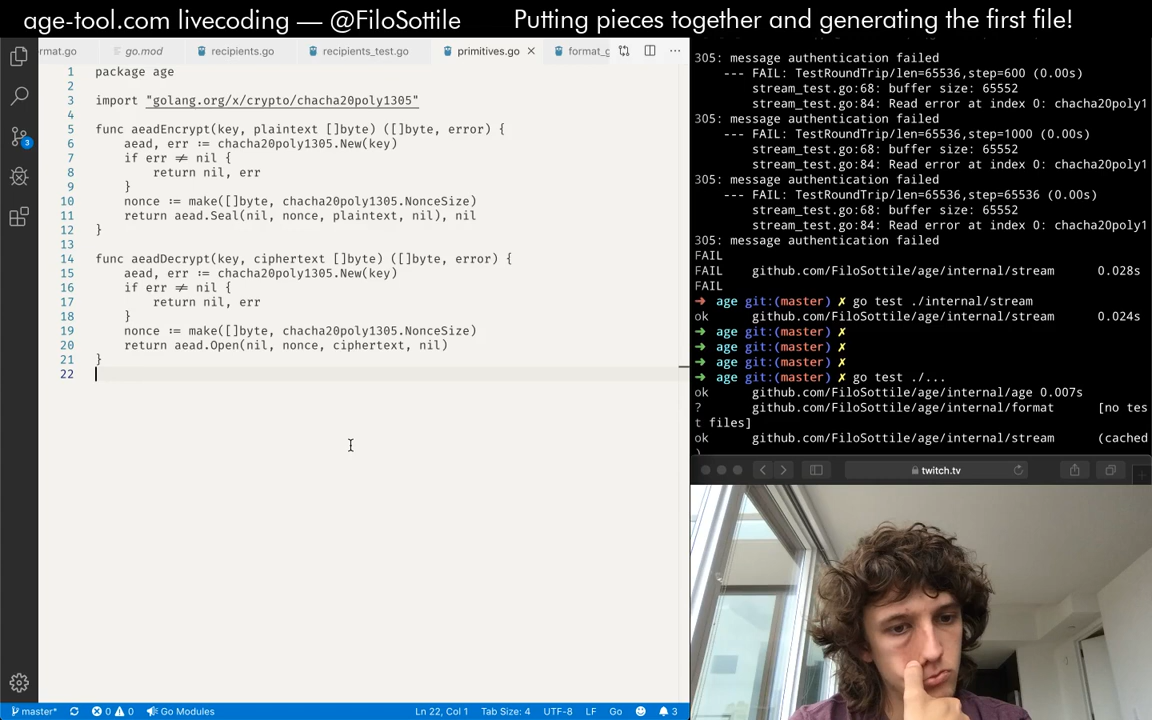 age-tool.com livecoding — @FiloSottile
Putting pieces together and generating the first file!
rmat.go
go.mod
recipients.go
recipients_test.go
primitives.go
format_g
1 package age
2
3 import "golang.org/x/crypto/chacha20poly1305"
4
5 func aeadEncrypt(key, plaintext []byte) ([]byte, error) {
6 aead, err := chacha20poly1305.New(key)
7 if err ≠ nil {
8 return nil, err
9 }
10 nonce := make([]byte, chacha20poly1305.NonceSize)
11 return aead.Seal(nil, nonce, plaintext, nil), nil
12 }
13
14 func aeadDecrypt(key, ciphertext []byte) ([]byte, error) {
15 aead, err := chacha20poly1305.New(key)
16 if err ≠ nil {
17 return nil, err
18 }
19 nonce := make([]byte, chacha20poly1305.NonceSize)
20 return aead.Open(nil, nonce, ciphertext, nil)
21 }
22
3
master*
0
0
Go Modules
Ln 22, Col 1
Tab Size: 4
UTF-8
LF
Go
3
305: message authentication failed
--- FAIL: TestRoundTrip/len=65536,step=600 (0.00s)
stream_test.go:68: buffer size: 65552
stream_test.go:84: Read error at index 0: chacha20poly1
305: message authentication failed
--- FAIL: TestRoundTrip/len=65536,step=1000 (0.00s)
stream_test.go:68: buffer size: 65552
stream_test.go:84: Read error at index 0: chacha20poly1
305: message authentication failed
--- FAIL: TestRoundTrip/len=65536,step=65536 (0.00s)
stream_test.go:68: buffer size: 65552
stream_test.go:84: Read error at index 0: chacha20poly1
305: message authentication failed
FAIL
FAIL github.com/FiloSottile/age/internal/stream 0.028s
FAIL
➜ age git:(master) ✗ go test ./internal/stream
ok github.com/FiloSottile/age/internal/stream 0.024s
➜ age git:(master) ✗
➜ age git:(master) ✗
➜ age git:(master) ✗
➜ age git:(master) ✗ go test ./...
ok github.com/FiloSottile/age/internal/age 0.007s
? github.com/FiloSottile/age/internal/format [no tes
t files]
ok github.com/FiloSottile/age/internal/stream (cached
)
twitch.tv